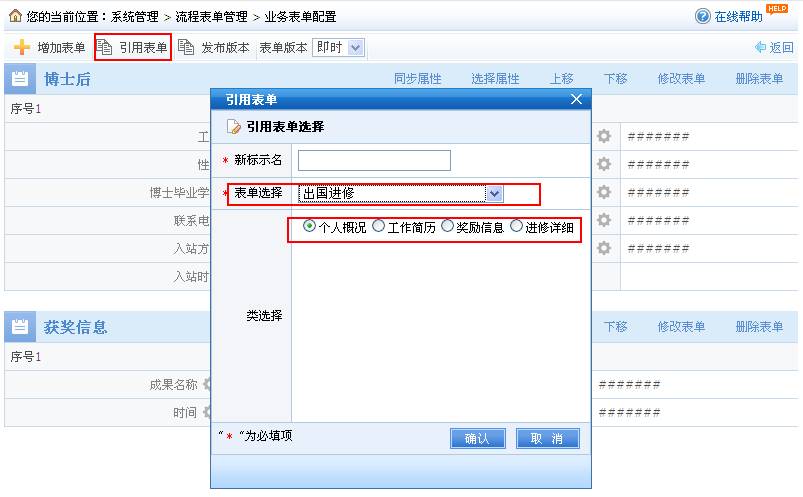 您的当前位置：系统管理 > 流程表单管理 > 业务表单配置
在线帮助 HELP
增加表单 引用表单 发布版本 表单版本 即时 返回
博士后 同步属性 选择属性 上移 下移 修改表单 删除表单
序号1
工 #######
性 #######
博士毕业学 #######
联系电 #######
入站方 #######
入站时
获奖信息 下移 修改表单 删除表单
序号1
成果名称 #######
时间 #######
引用表单
引用表单选择
* 新标示名
* 表单选择 出国进修
类选择 个人概况 工作简历 奖励信息 进修详细
“ * ”为必填项 确认 取 消